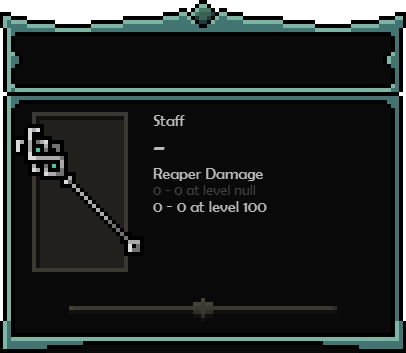 Staff
–
Reaper Damage
0 - 0 at level null
0 - 0 at level 100